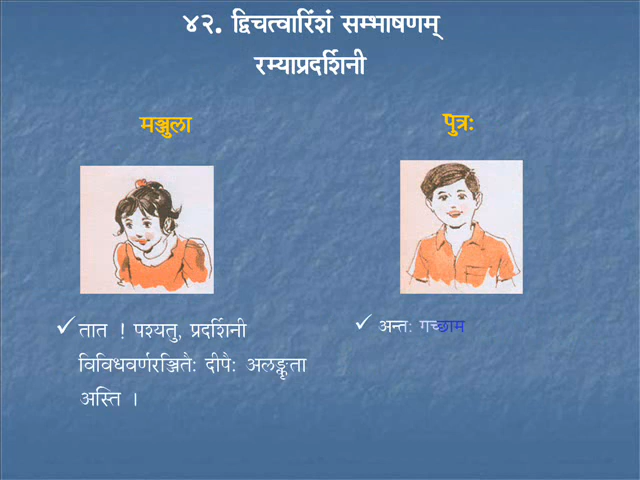 ४२. द्विचत्वारिंशं सम्भाषणम्
रम्याप्रदर्शिनी
मञ्जुला
पुत्रः
तात ! पश्यतु, प्रदर्शिनी
विविधवर्णरञ्जितैः दीपैः अलङ्कृता
अस्ति ।
अन्तः गच्छाम